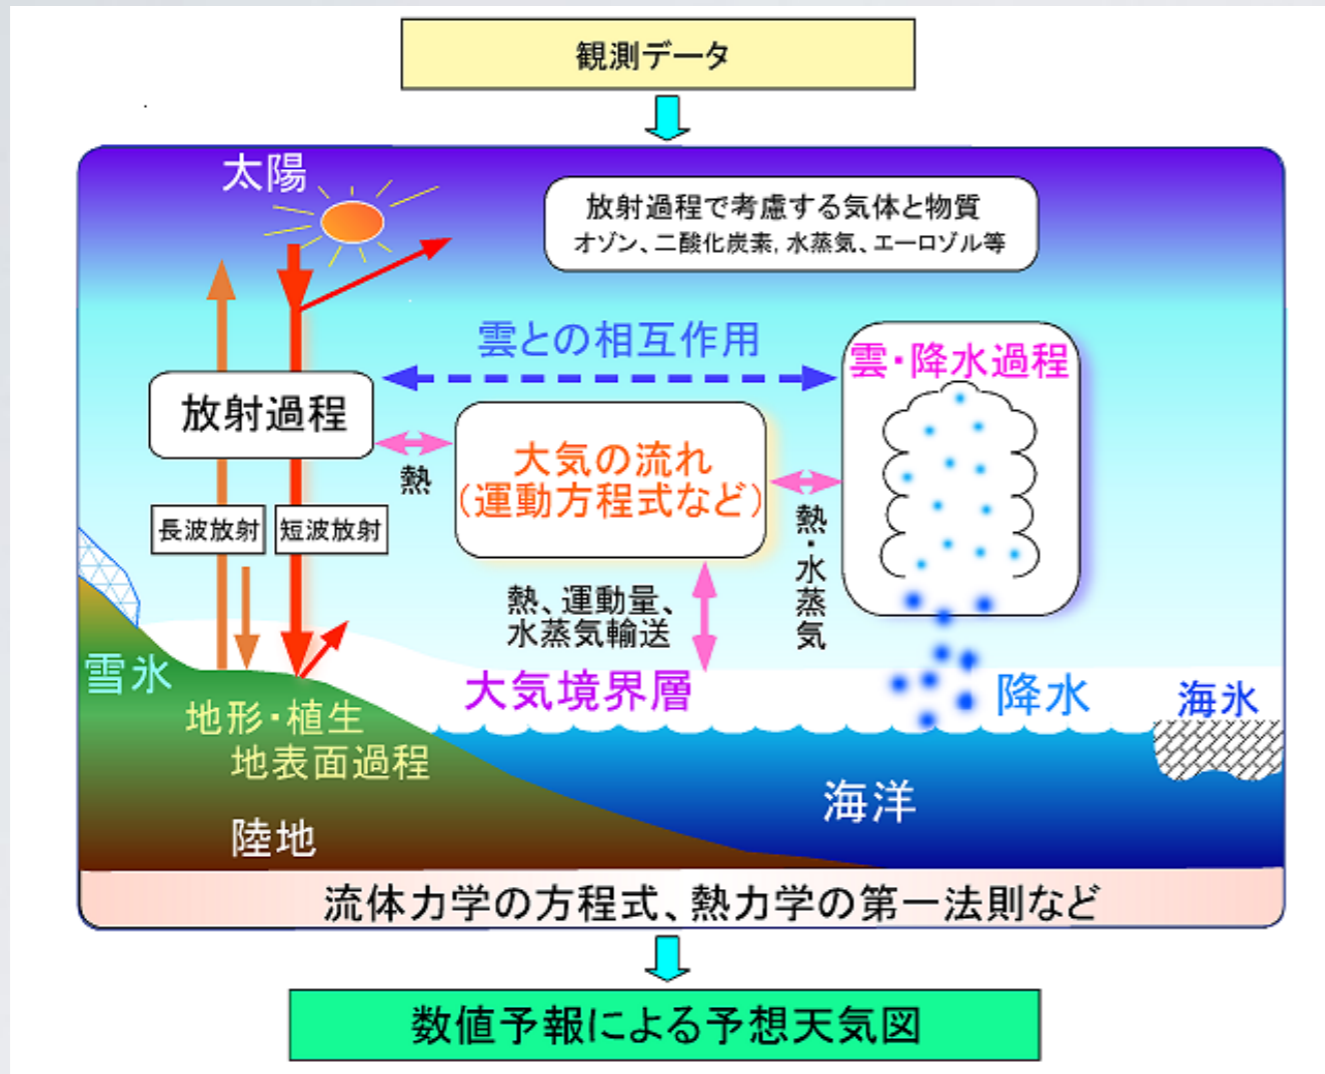 観測データ
太陽
放射過程で考慮する気体と物質
オゾン、二酸化炭素, 水蒸気、エーロゾル等
雲との相互作用
雲・降水過程
放射過程
大気の流れ
(運動方程式など)
熱
熱・水蒸気
長波放射
短波放射
熱、運動量、
水蒸気輸送
雪氷
大気境界層
降水
海氷
地形・植生
地表面過程
海洋
陸地
流体力学の方程式、熱力学の第一法則など
数値予報による予想天気図